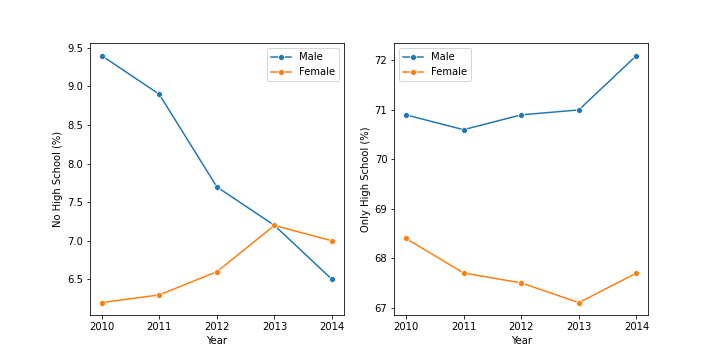 9.5
9.0
8.5
8.0
7.5
7.0
6.5
No High School (%)
2010 2011 2012 2013 2014
Year
Male
Female
72
71
70
69
68
67
Only High School (%)
2010 2011 2012 2013 2014
Year
Male
Female